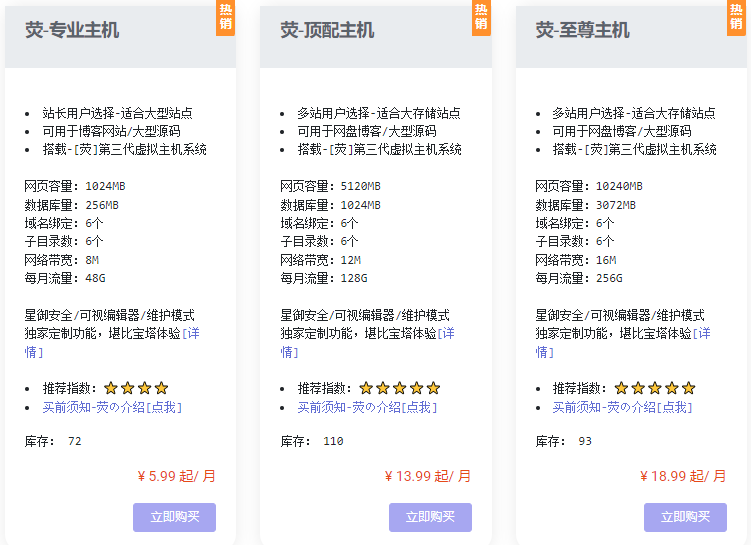 荧-专业主机
热销
站长用户选择-适合大型站点
可用于博客网站/大型源码
搭载-[荧]第三代虚拟主机系统
网页容量：1024MB
数据库量：256MB
域名绑定：6个
子目录数：6个
网络带宽：8M
每月流量：48G
星御安全/可视编辑器/维护模式
独家定制功能，堪比宝塔体验[详
情]
推荐指数：⭐⭐⭐⭐
买前须知-荧の介绍[点我]
库存： 72
¥ 5.99 起/ 月
立即购买
荧-顶配主机
热销
多站用户选择-适合大存储站点
可用于网盘博客/大型源码
搭载-[荧]第三代虚拟主机系统
网页容量：5120MB
数据库量：1024MB
域名绑定：6个
子目录数：6个
网络带宽：12M
每月流量：128G
星御安全/可视编辑器/维护模式
独家定制功能，堪比宝塔体验[详
情]
推荐指数：⭐⭐⭐⭐⭐
买前须知-荧の介绍[点我]
库存： 110
¥ 13.99 起/ 月
立即购买
荧-至尊主机
热销
多站用户选择-适合大存储站点
可用于网盘博客/大型源码
搭载-[荧]第三代虚拟主机系统
网页容量：10240MB
数据库量：3072MB
域名绑定：6个
子目录数：6个
网络带宽：16M
每月流量：256G
星御安全/可视编辑器/维护模式
独家定制功能，堪比宝塔体验[详
情]
推荐指数：⭐⭐⭐⭐⭐
买前须知-荧の介绍[点我]
库存： 93
¥ 18.99 起/ 月
立即购买